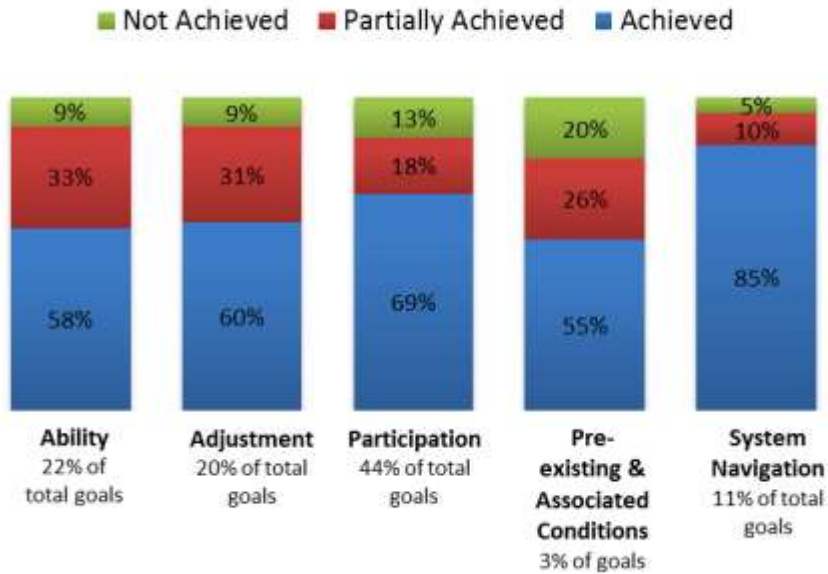 Not Achieved Partially Achieved Achieved
9% 9% 13% 20% 5%
33% 31% 18% 26% 10%
58% 60% 69% 55% 85%
Ability
22% of
total goals
Adjustment
20% of total
goals
Participation
44% of total
goals
Pre-
existing &
Associated
Conditions
3% of goals
System
Navigation
11% of total
goals